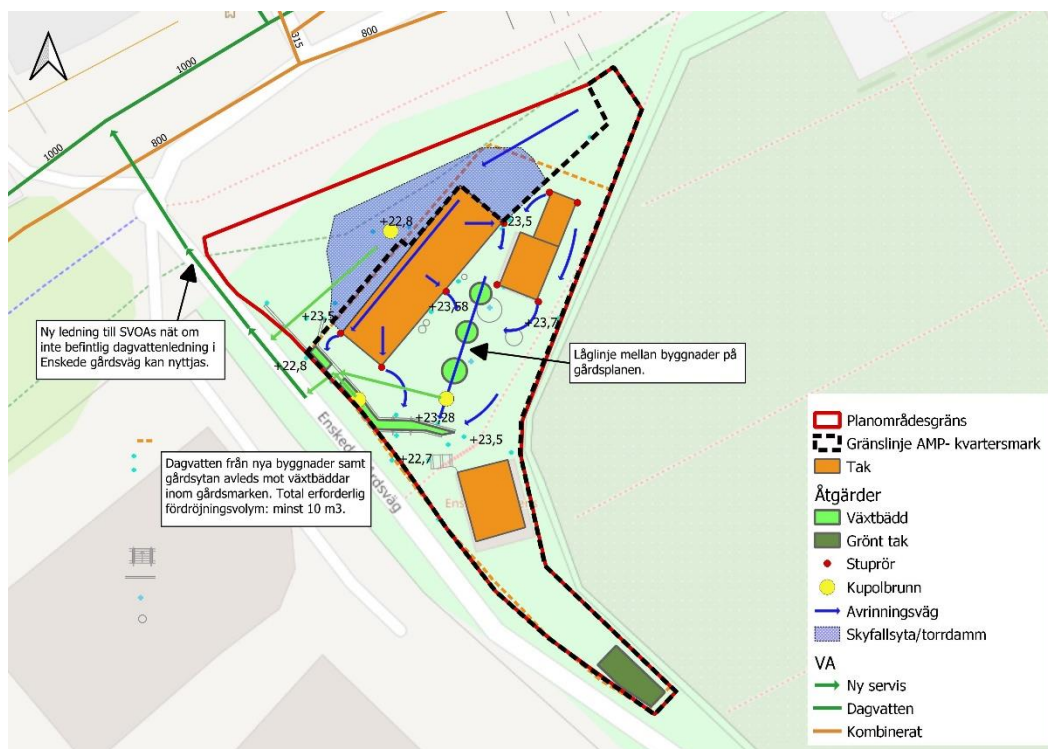 315
800
1000
1000
800
+22,8
+23,5
+23,5
+23,68
+23,7
+22,8
+23,28
+23,5
+22,7
Ny ledning till SVOAs nät om
inte befintlig dagvattenledning i
Enskede gårdsväg kan nyttjas.
Låglinje mellan byggnader på
gårdsplanen.
Dagvatten från nya byggnader samt
gårdsytan avleds mot växtbäddar
inom gårdsmarken. Total erforderlig
fördröjningsvolym: minst 10 m3.
Enskede gårdsväg
Planområdesgräns
Gränslinje AMP- kvartersmark
Tak
Åtgärder
Växtbädd
Grönt tak
Stuprör
Kupolbrunn
Avrinningsväg
Skyfallsyta/torrdamm
VA
Ny servis
Dagvatten
Kombinerat